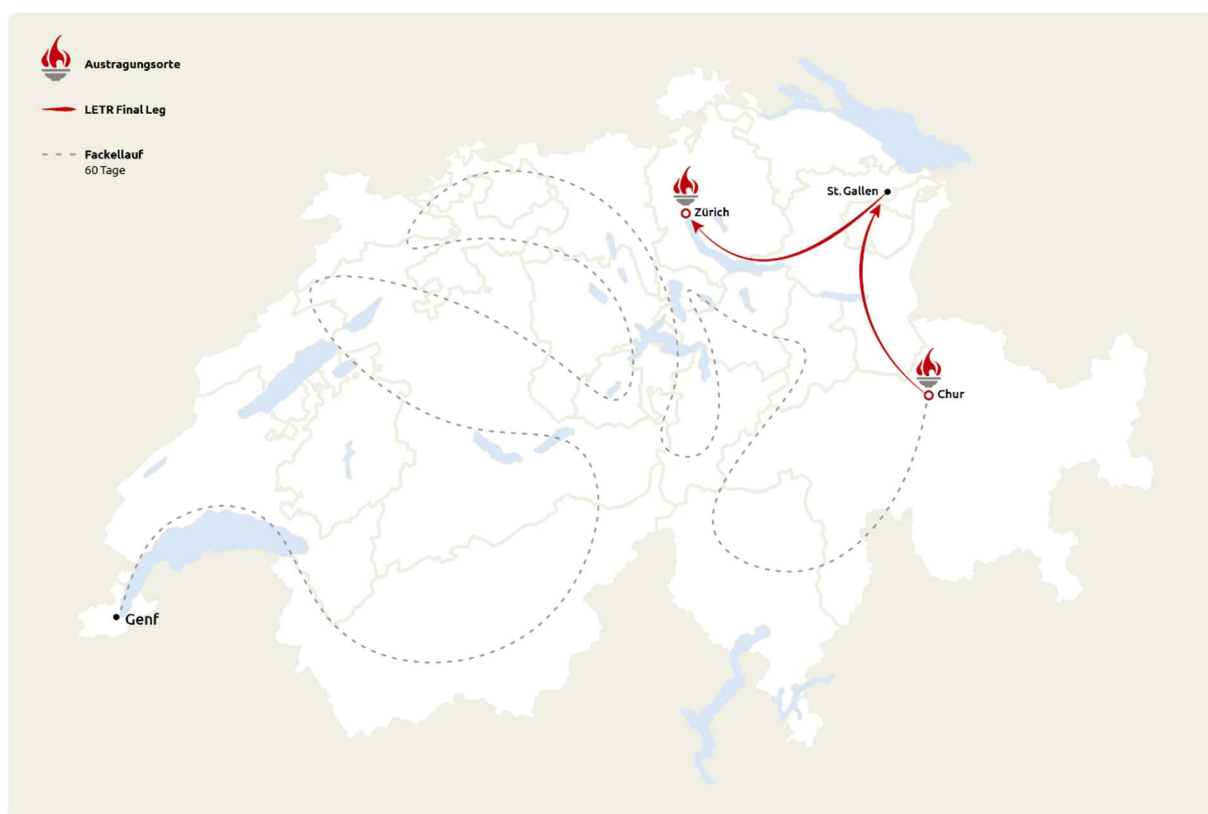 Austragungsorte
LETR Final Leg
Fackellauf
60 Tage
St. Gallen
Zürich
Chur
Genf